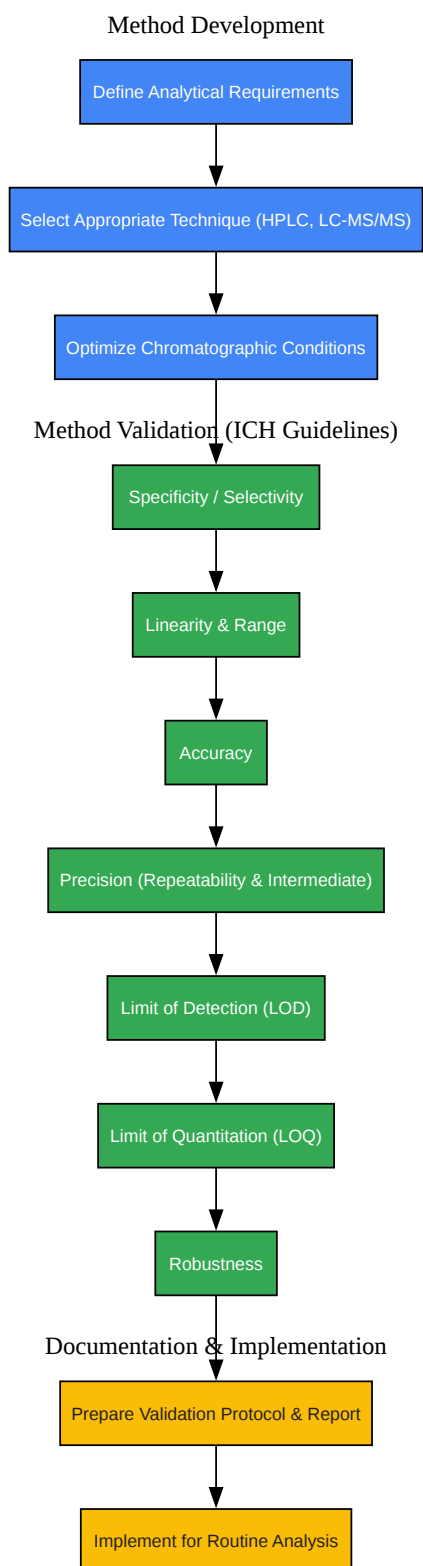 Method Development
Define Analytical Requirements
Select Appropriate Technique (HPLC, LC-MS/MS)
Optimize Chromatographic Conditions
Method Validation (ICH Guidelines)
Specificity / Selectivity
Linearity & Range
Accuracy
Precision (Repeatability & Intermediate)
Limit of Detection (LOD)
Limit of Quantitation (LOQ)
Robustness
Documentation & Implementation
Prepare Validation Protocol & Report
Implement for Routine Analysis